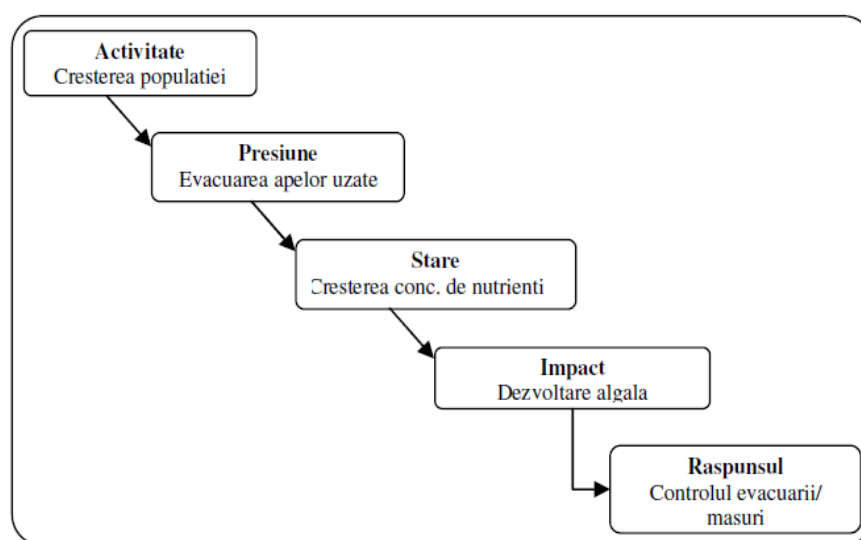 Activitate
Cresterea populatiei
Presiune
Evacuarea apelor uzate
Stare
Cresterea conc. de nutrienti
Impact
Dezvoltare algala
Raspunsul
Controlul evacuarii/
masuri